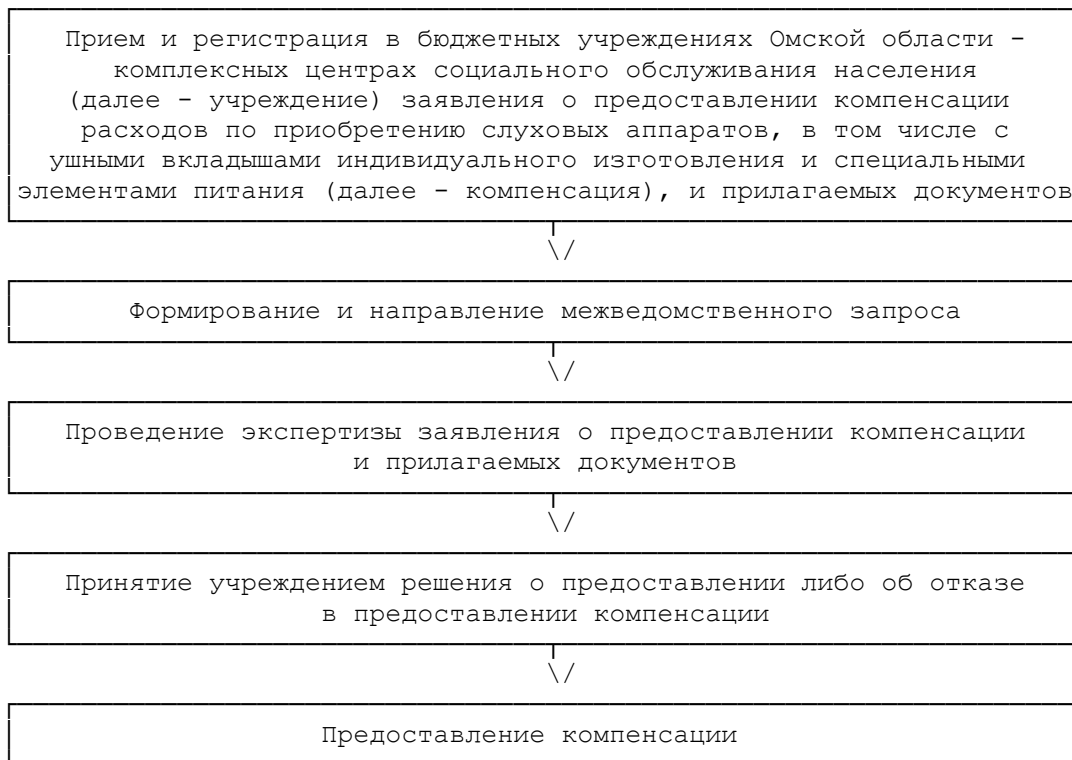 Прием и регистрация в бюджетных учреждениях Омской области -
комплексных центрах социального обслуживания населения
(далее - учреждение) заявления о предоставлении компенсации
расходов по приобретению слуховых аппаратов, в том числе с
ушными вкладышами индивидуального изготовления и специальными
элементами питания (далее - компенсация), и прилагаемых документов
Формирование и направление межведомственного запроса
Проведение экспертизы заявления о предоставлении компенсации
и прилагаемых документов
Принятие учреждением решения о предоставлении либо об отказе
в предоставлении компенсации
Предоставление компенсации